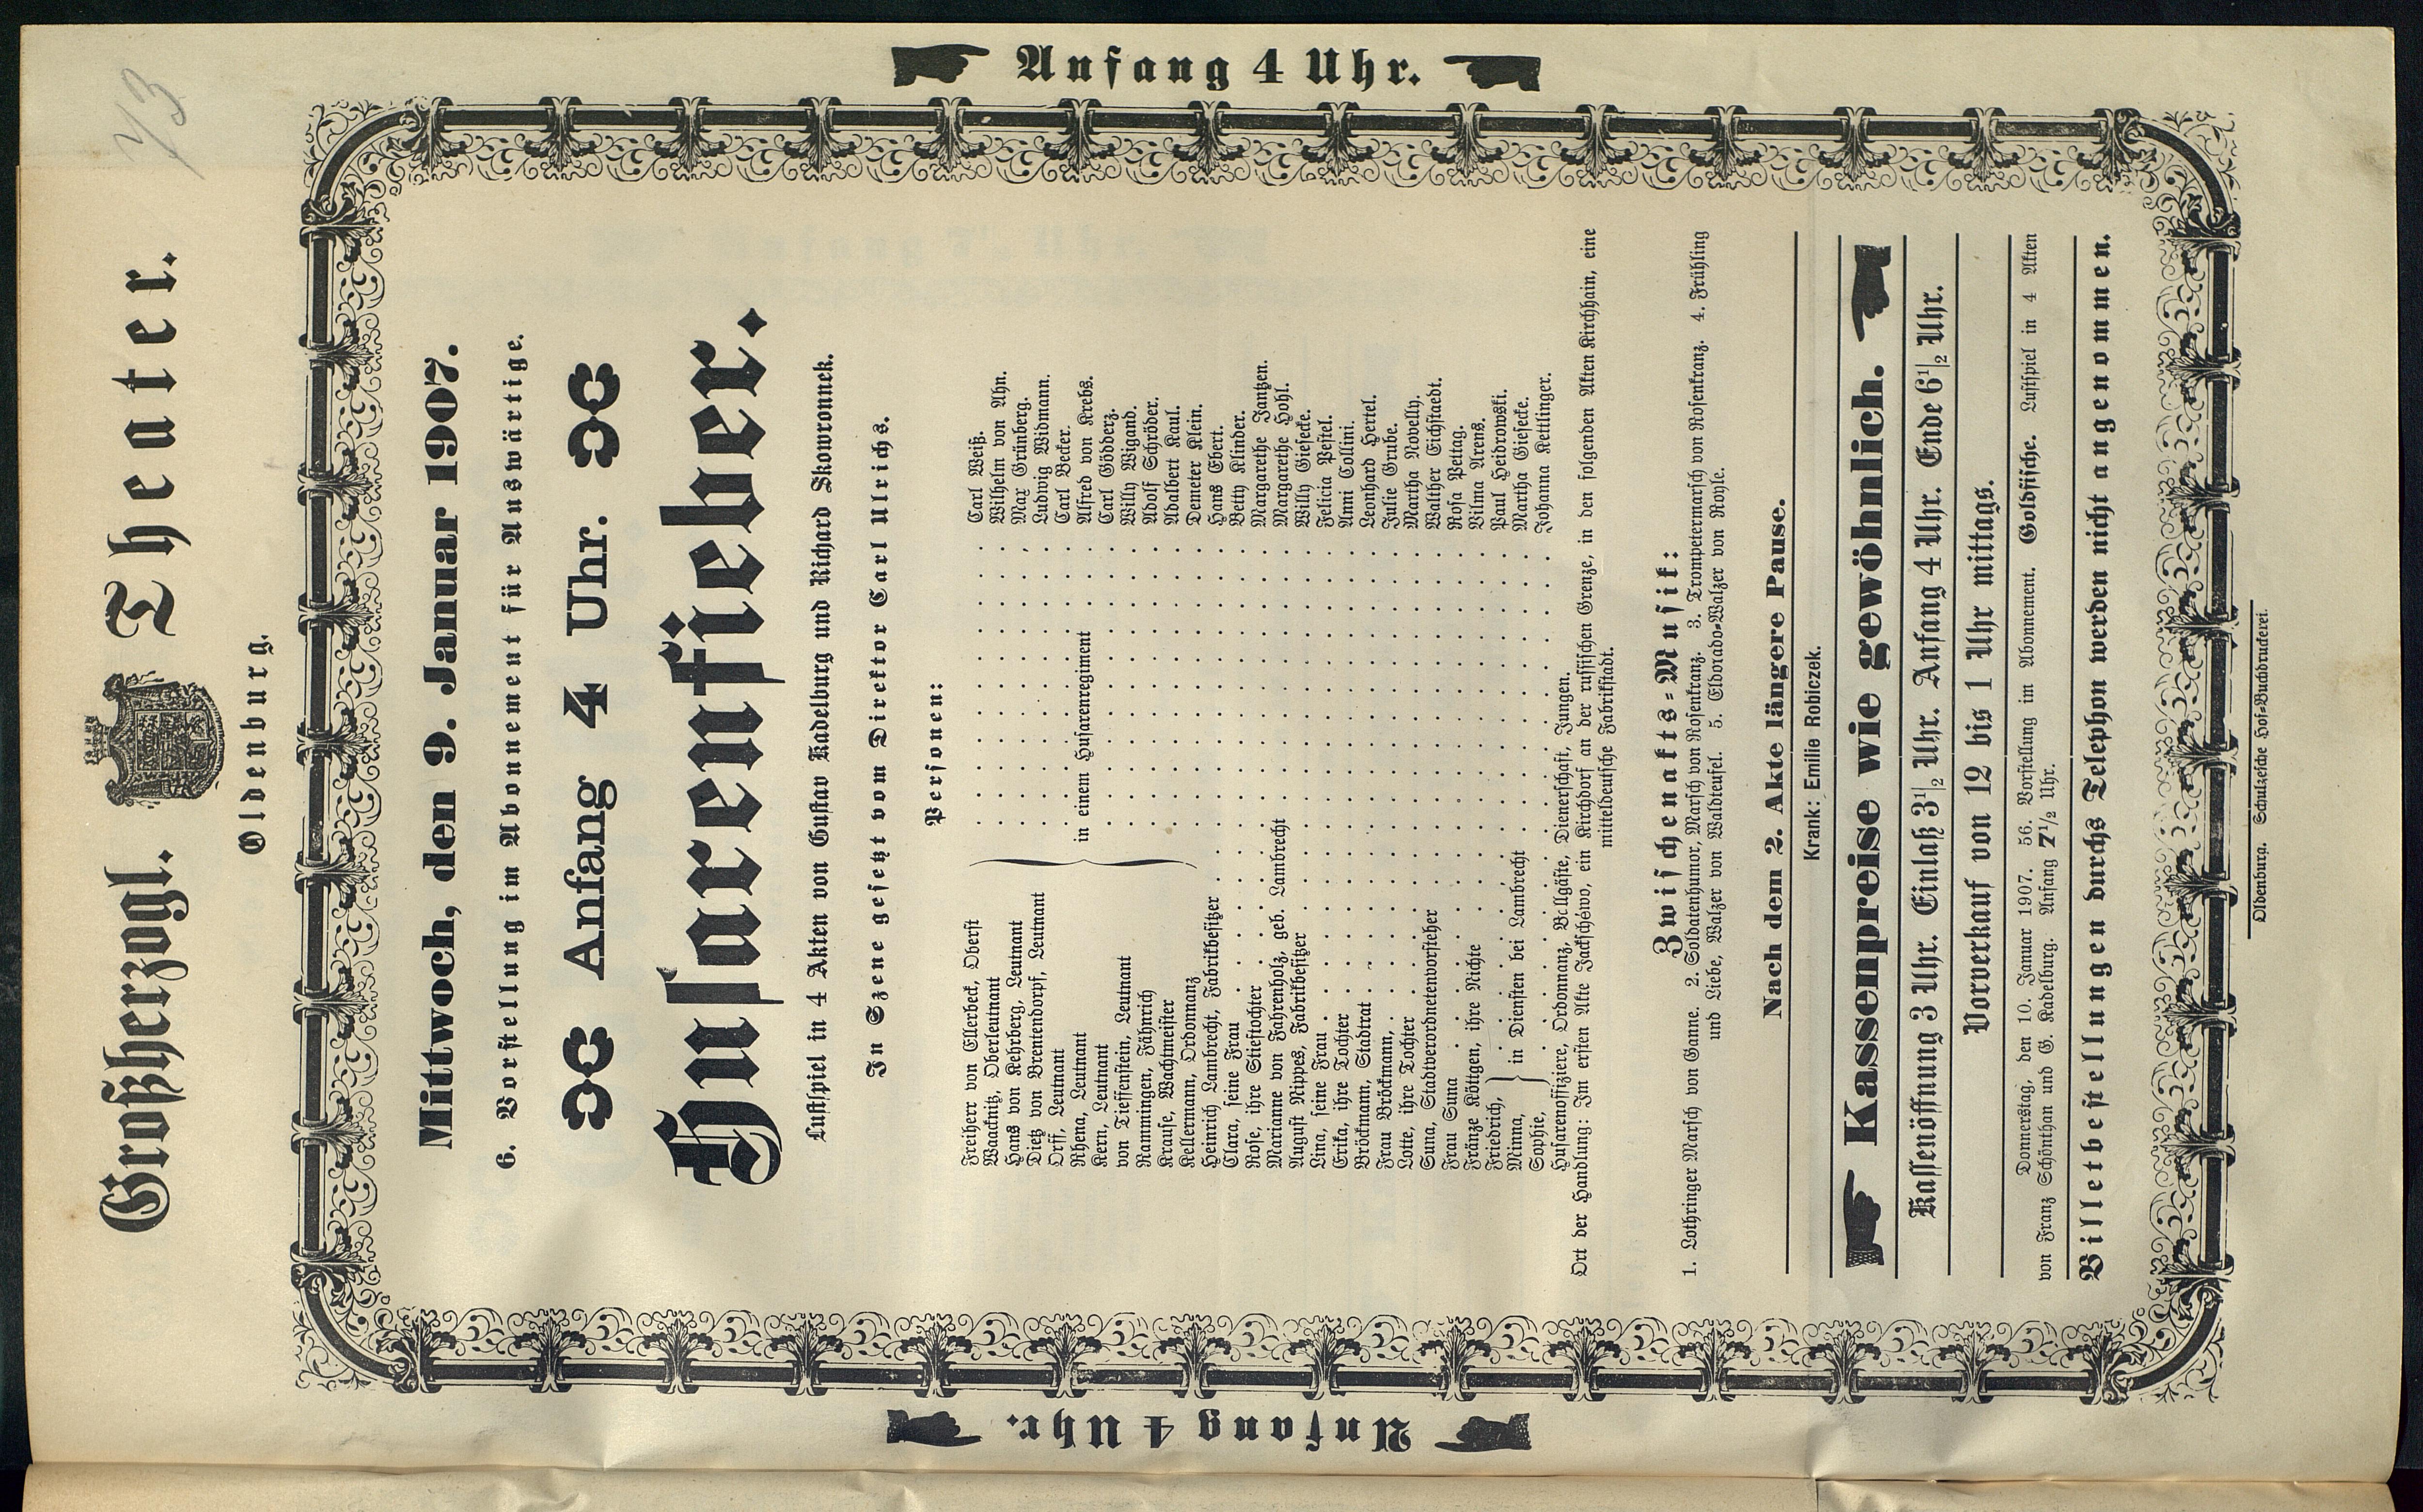 73
Anfang 4 Uhr.
Großherzogl. Theater.
Oldenburg.
Mittwoch, den 9. Januar 1907.
6. Vorstellung im Abonnement für Auswärtige.
Anfang 4 Uhr.
Husarenfieber.
Lustspiel in 4 Akten von Gustav Kadelburg und Richard Skowronnek.
In Szene gesetzt vom Direktor Carl Ulrichs.
Personen:
Freiherr von Ellerbeck, Oberst . . . Carl Weiß.
Waacknitz, Oberleutnant . . . Wilhelm von Ahn.
Hans von Kehrberg, Leutnant . . . Max Grünberg.
Dietz von Brentendorpf, Leutnant . . . Ludwig Widmann.
Orff, Leutnant . . . Carl Becker.
Rhena, Leutnant } in einem Husarenregiment . . . Alfred von Krebs.
Kern, Leutnant . . . Carl Gödderz.
von Tieffenstein, Leutnant . . . Willy Wigand.
Rammingen, Fähnrich . . . Adolf Schröder.
Krause, Wachtmeister . . . Adalbert Kaul.
Kellermann, Ordonnanz . . . Demeter Klein.
Heinrich Lambrecht, Fabrikbesitzer . . . Hans Ebert.
Clara, seine Frau . . . Betty Klinder.
Rose, ihre Stieftochter . . . Margarethe Jantzen.
Marianne von Fahrenholz, geb. Lambrecht . . . Margarethe Hohl.
August Nippes, Fabrikbesitzer . . . Willy Giesecke.
Lina, seine Frau . . . Felicia Pestel.
Erika, ihre Tochter . . . Anni Collini.
Bröckmann, Stadtrat . . . Leonhard Hertel.
Frau Bröckmann, . . . Julie Grube.
Lotte, ihre Tochter . . . Martha Novelly.
Suna, Stadtverordnetenvorsteher . . . Walther Eichstaedt.
Frau Suna . . . Rosa Pettag.
Fränze Köttgen, ihre Nichte . . . Vilma Arens.
Friedrich, . . . Paul Heidrowski.
Minna, } in Diensten bei Lambrecht . . . Martha Giesecke.
Sophie, . . . Johanna Kettlinger.
Husarenoffiziere, Ordonnanz, Ballgäste, Dienerschaft, Jungen.
Ort der Handlung: Im ersten Akte Jackschéwo, ein Kirchdorf an der russischen Grenze, in den folgenden Akten Kirchhain, eine
mitteldeutsche Fabrikstadt.
Zwischenakts-Musik:
1. Lothringer Marsch von Ganne. 2. Soldatenhumor, Marsch von Rosenkranz. 3. Trompetermarsch von Rosenkranz. 4. Frühling
und Liebe, Walzer von Waldteufel. 5. Eldorado-Walzer von Royle.
Nach dem 2. Akte längere Pause.
Krank: Emilie Robiczek.
Kassenpreise wie gewöhnlich.
Kassenöffnung 3 Uhr. Einlaß 3 1/2 Uhr. Anfang 4 Uhr. Ende 6 1/2 Uhr.
Vorverkauf von 12 bis 1 Uhr mittags.
Donnerstag, den 10. Januar 1907. 56. Vorstellung im Abonnement. Goldfische. Lustspiel in 4 Akten
von Franz Schönthan und G. Kadelburg. Anfang 7 1/2 Uhr.
Billetbestellungen durchs Telephon werden nicht angenommen.
Oldenburg. Schulzesche Hof-Buchdruckerei.
Anfang 4 Uhr.